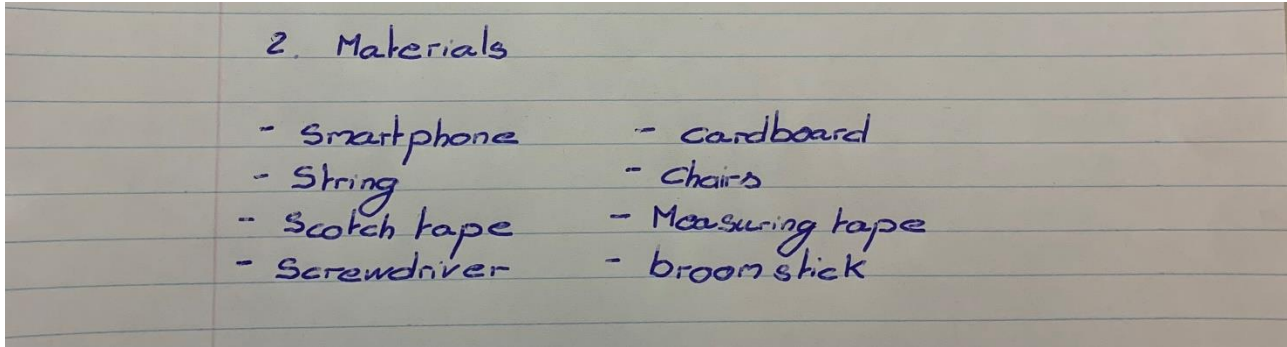 2. Materials
- Smartphone - cardboard
- String - Chairs
- Scotch tape - Measuring tape
- Screwdriver - broomstick